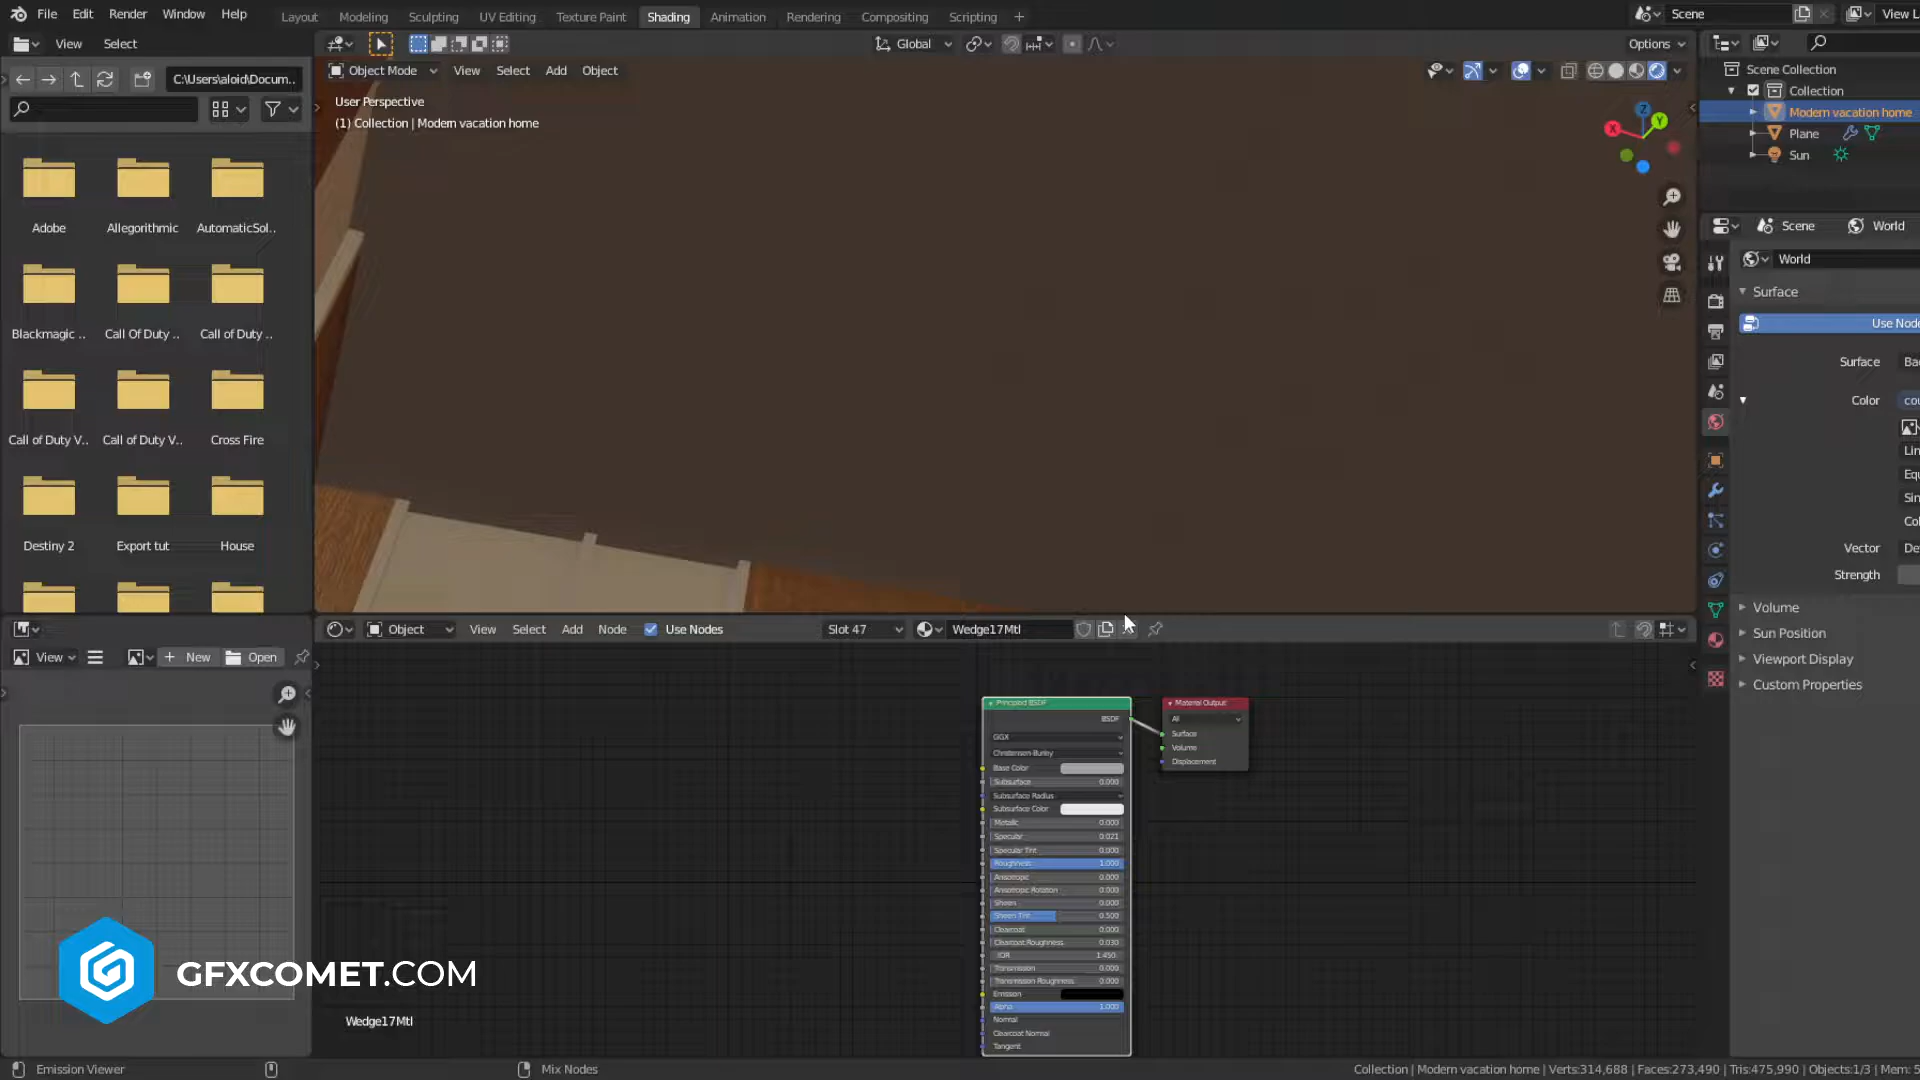 File Edit Render Window Help
Layout Modeling Sculpting UV Editing Texture Paint Shading Animation Rendering Compositing Scripting +
Scene
View L
View Select
Global
Options
C:\Users\aloid\Docum..
Object Mode View Select Add Object
User Perspective
(1) Collection | Modern vacation home
X Y Z
Scene Collection
Collection
Modern vacation home
Plane
Sun
Adobe
Allegorithmic
AutomaticSol..
Blackmagic ..
Call Of Duty ..
Call of Duty ..
Call of Duty V..
Call of Duty V..
Cross Fire
Destiny 2
Export tut
House
Scene World
World
Surface
Use Node
Surface Ba
Color cou
Lin
Equ
Sin
Col
Vector De
Strength
Volume
Sun Position
Viewport Display
Custom Properties
Object View Select Add Node Use Nodes Slot 47 Wedge17Mtl
View + New Open
Principled BSDF
BSDF
GGX
Christensen-Burley
Base Color
Subsurface 0.000
Subsurface Radius
Subsurface Color
Metallic 0.000
Specular 0.021
Specular Tint 0.000
Roughness 1.000
Anisotropic 0.000
Anisotropic Rotation 0.000
Sheen 0.000
Sheen Tint 0.500
Clearcoat 0.000
Clearcoat Roughness 0.030
IOR 1.450
Transmission 0.000
Transmission Roughness 0.000
Emission
Alpha 1.000
Normal
Clearcoat Normal
Tangent
Material Output
All
Surface
Volume
Displacement
GFXCOMET.COM
Wedge17Mtl
Emission Viewer
Mix Nodes
Collection | Modern vacation home | Verts:314,688 | Faces:273,490 | Tris:475,990 | Objects:1/3 | Mem: 5